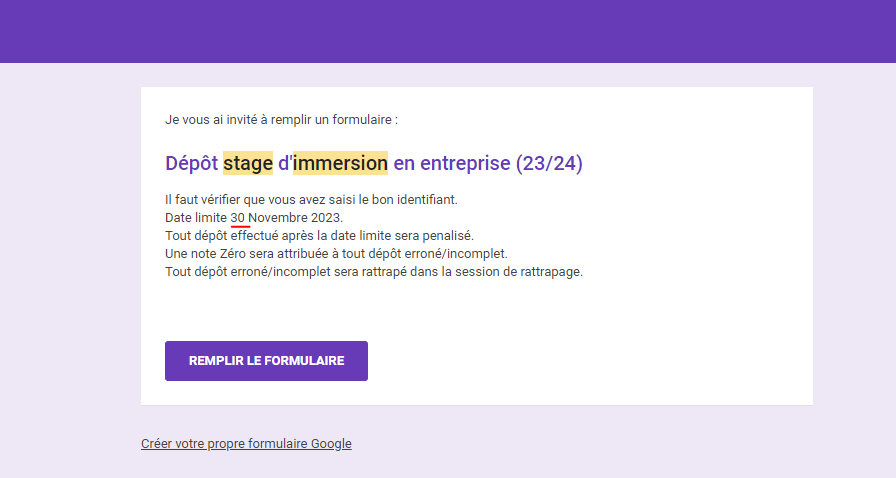 Je vous ai invité à remplir un formulaire :
Dépôt stage d'immersion en entreprise (23/24)
Il faut vérifier que vous avez saisi le bon identifiant.
Date limite 30 Novembre 2023.
Tout dépôt effectué après la date limite sera penalisé.
Une note Zéro sera attribuée à tout dépôt erroné/incomplet.
Tout dépôt erroné/incomplet sera rattrapé dans la session de rattrapage.
REMPLIR LE FORMULAIRE
Créer votre propre formulaire Google